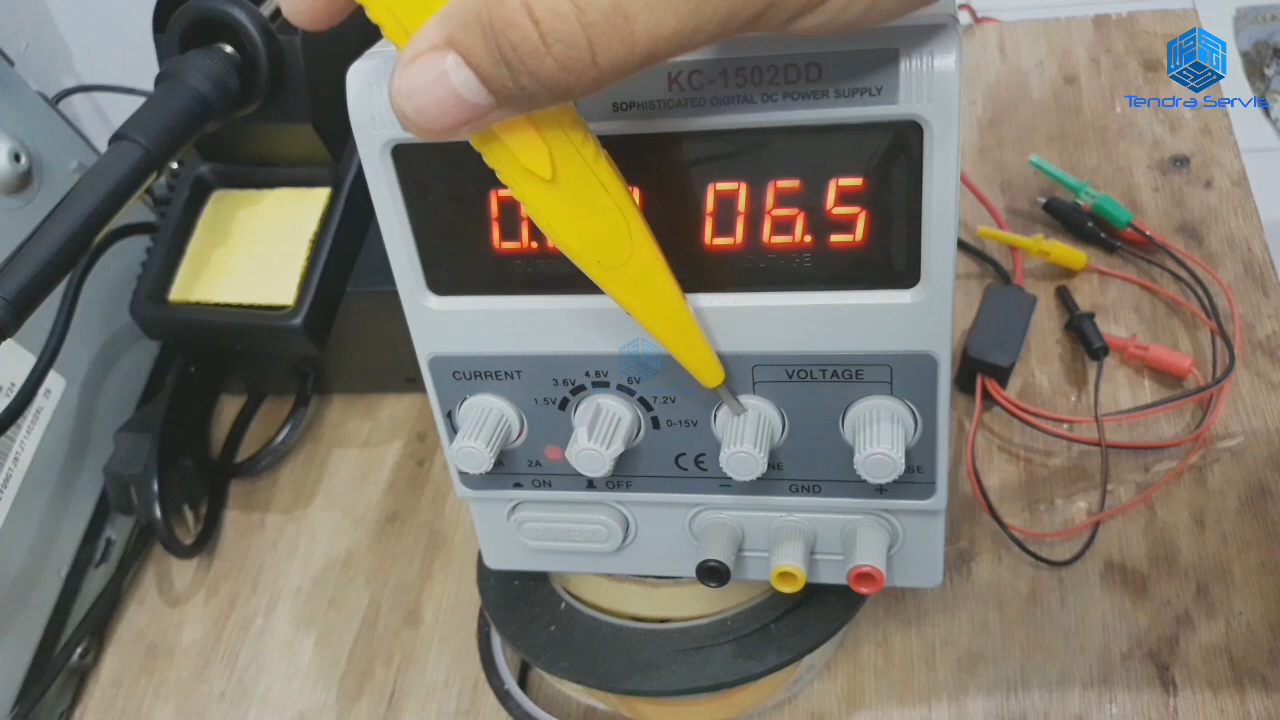 Tendra Servis
KC-1502DD
SOPHISTICATED DIGITAL DC POWER SUPPLY
06.5
CURRENT
1.5V
3.6V
4.8V
6V
7.2V
0-15V
VOLTAGE
2A
CE
ON
OFF
−
GND
+